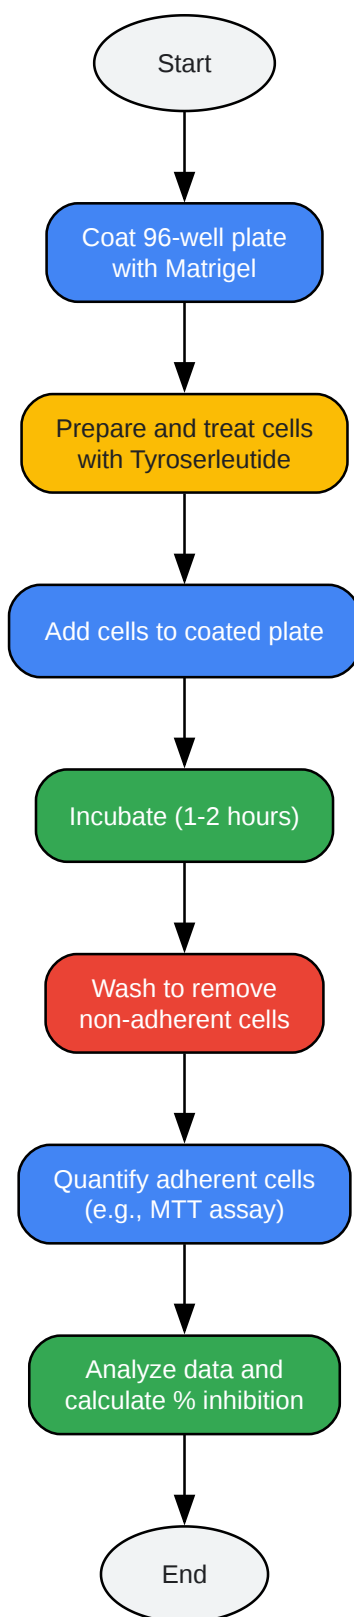 Start
Coat 96-well plate
with Matrigel
Prepare and treat cells
with Tyroserleutide
Add cells to coated plate
Incubate (1-2 hours)
Wash to remove
non-adherent cells
Quantify adherent cells
(e.g., MTT assay)
Analyze data and
calculate % inhibition
End